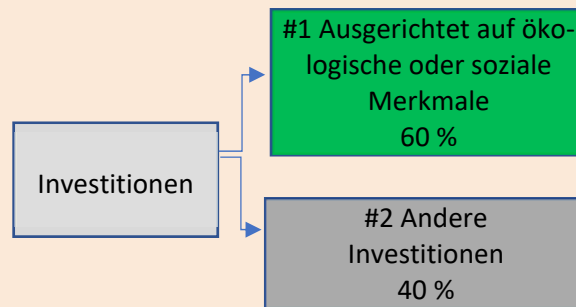 #1 Ausgerichtet auf öko-
logische oder soziale
Merkmale
60 %
Investitionen
#2 Andere
Investitionen
40 %